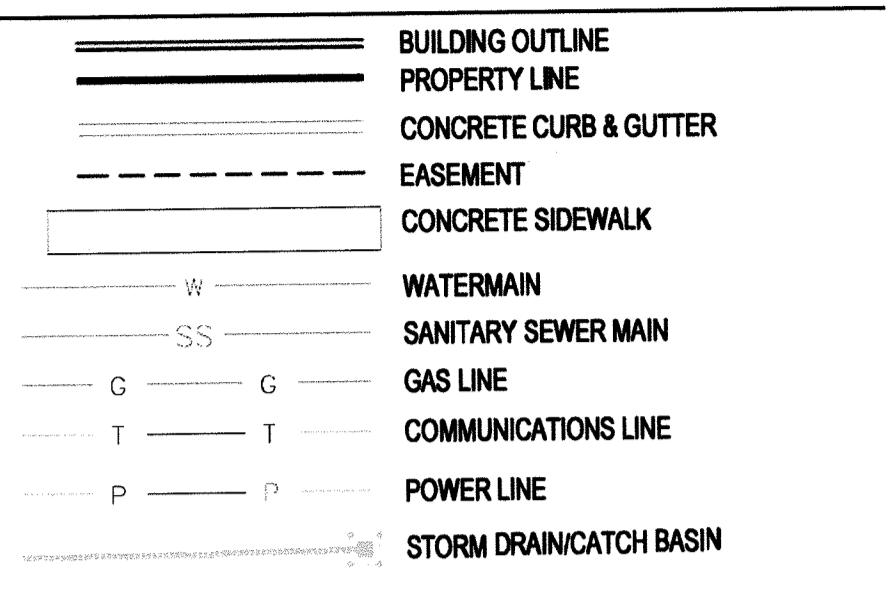 BUILDING OUTLINE
PROPERTY LINE
CONCRETE CURB & GUTTER
EASEMENT
CONCRETE SIDEWALK
W WATERMAIN
SS SANITARY SEWER MAIN
G G GAS LINE
T T COMMUNICATIONS LINE
P P POWER LINE
STORM DRAIN/CATCH BASIN